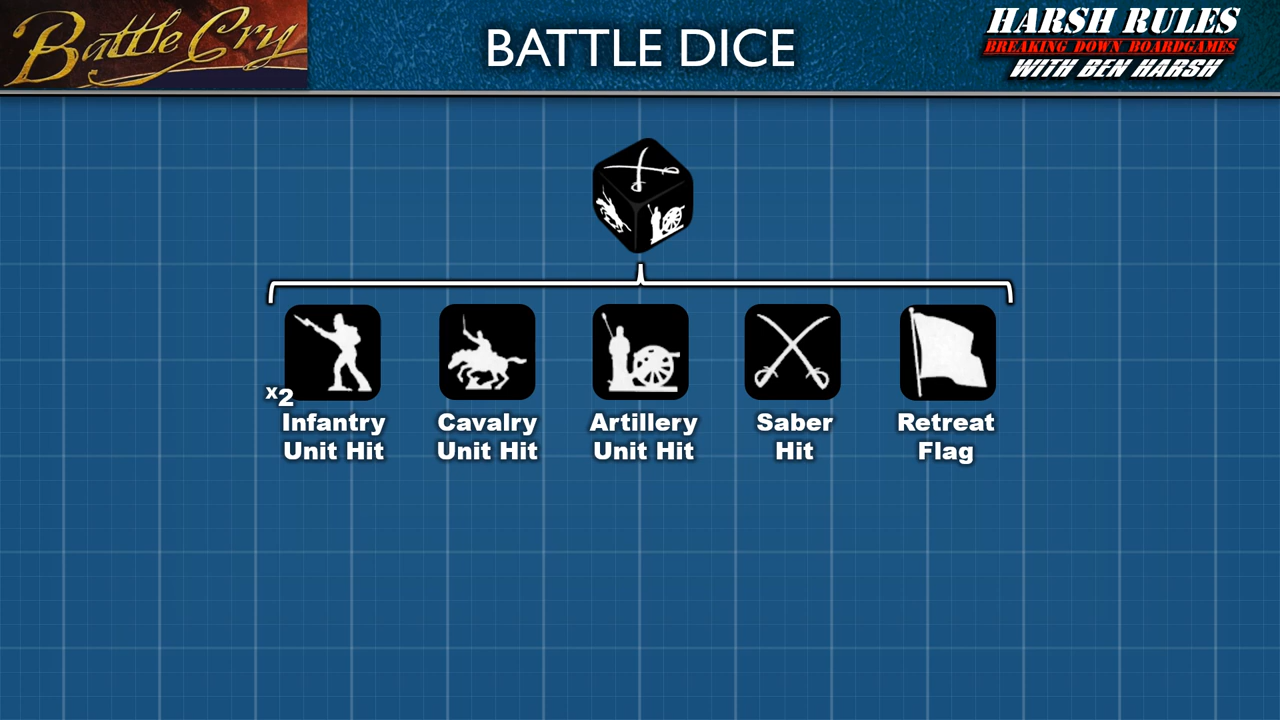 Battle Cry
BATTLE DICE
HARSH RULES
BREAKING DOWN BOARDGAMES
WITH BEN HARSH
x2
Infantry
Unit Hit
Cavalry
Unit Hit
Artillery
Unit Hit
Saber
Hit
Retreat
Flag